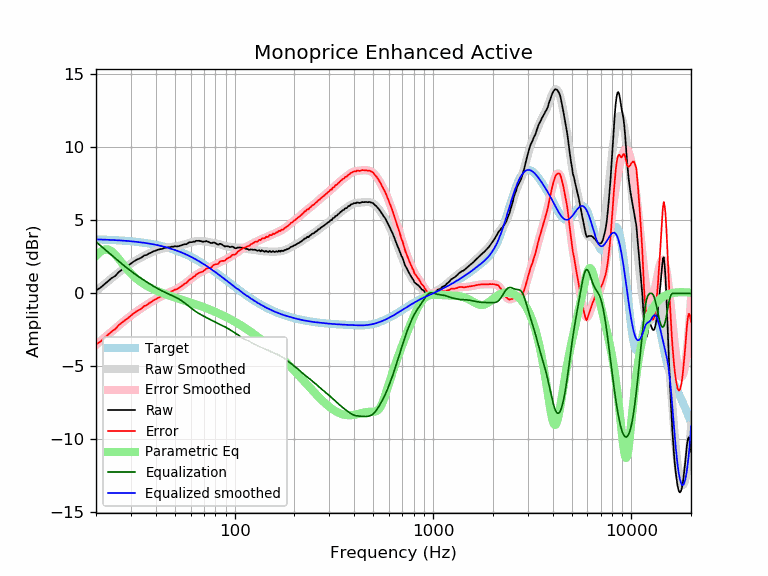 Monoprice Enhanced Active
15
10
5
0
−5
−10
−15
Amplitude (dBr)
Target
Raw Smoothed
Error Smoothed
Raw
Error
Parametric Eq
Equalization
Equalized smoothed
100
1000
10000
Frequency (Hz)